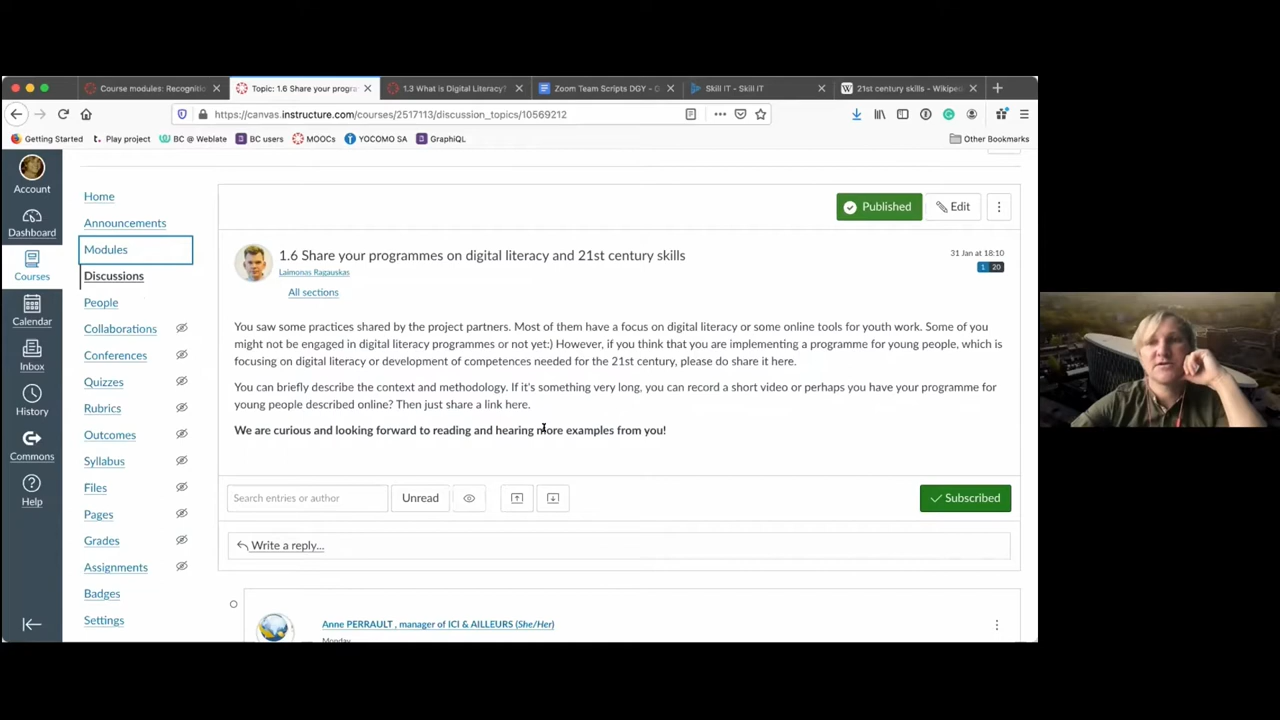 Course modules: Recogniti
Topic: 1.6 Share your progra
1.3 What is Digital Literacy?
Zoom Team Scripts DGY - G
Skill IT - Skill IT
21st century skills - Wikipe
https://canvas.instructure.com/courses/2517113/discussion_topics/10569212
Getting Started
Play project
BC @ Weblate
BC users
MOOCs
YOCOMO SA
GraphiQL
Other Bookmarks
Account
Dashboard
Courses
Calendar
Inbox
History
Commons
Help
Home
Announcements
Modules
Discussions
People
Collaborations
Conferences
Quizzes
Rubrics
Outcomes
Syllabus
Files
Pages
Grades
Assignments
Badges
Settings
Published
Edit
1.6 Share your programmes on digital literacy and 21st century skills
31 Jan at 18:10
Laimonas Ragauskas
1 20
All sections
You saw some practices shared by the project partners. Most of them have a focus on digital literacy or some online tools for youth work. Some of you
might not be engaged in digital literacy programmes or not yet:) However, if you think that you are implementing a programme for young people, which is
focusing on digital literacy or development of competences needed for the 21st century, please do share it here.
You can briefly describe the context and methodology. If it's something very long, you can record a short video or perhaps you have your programme for
young people described online? Then just share a link here.
We are curious and looking forward to reading and hearing more examples from you!
Search entries or author
Unread
Subscribed
Write a reply...
Anne PERRAULT , manager of ICI & AILLEURS (She/Her)
Monday